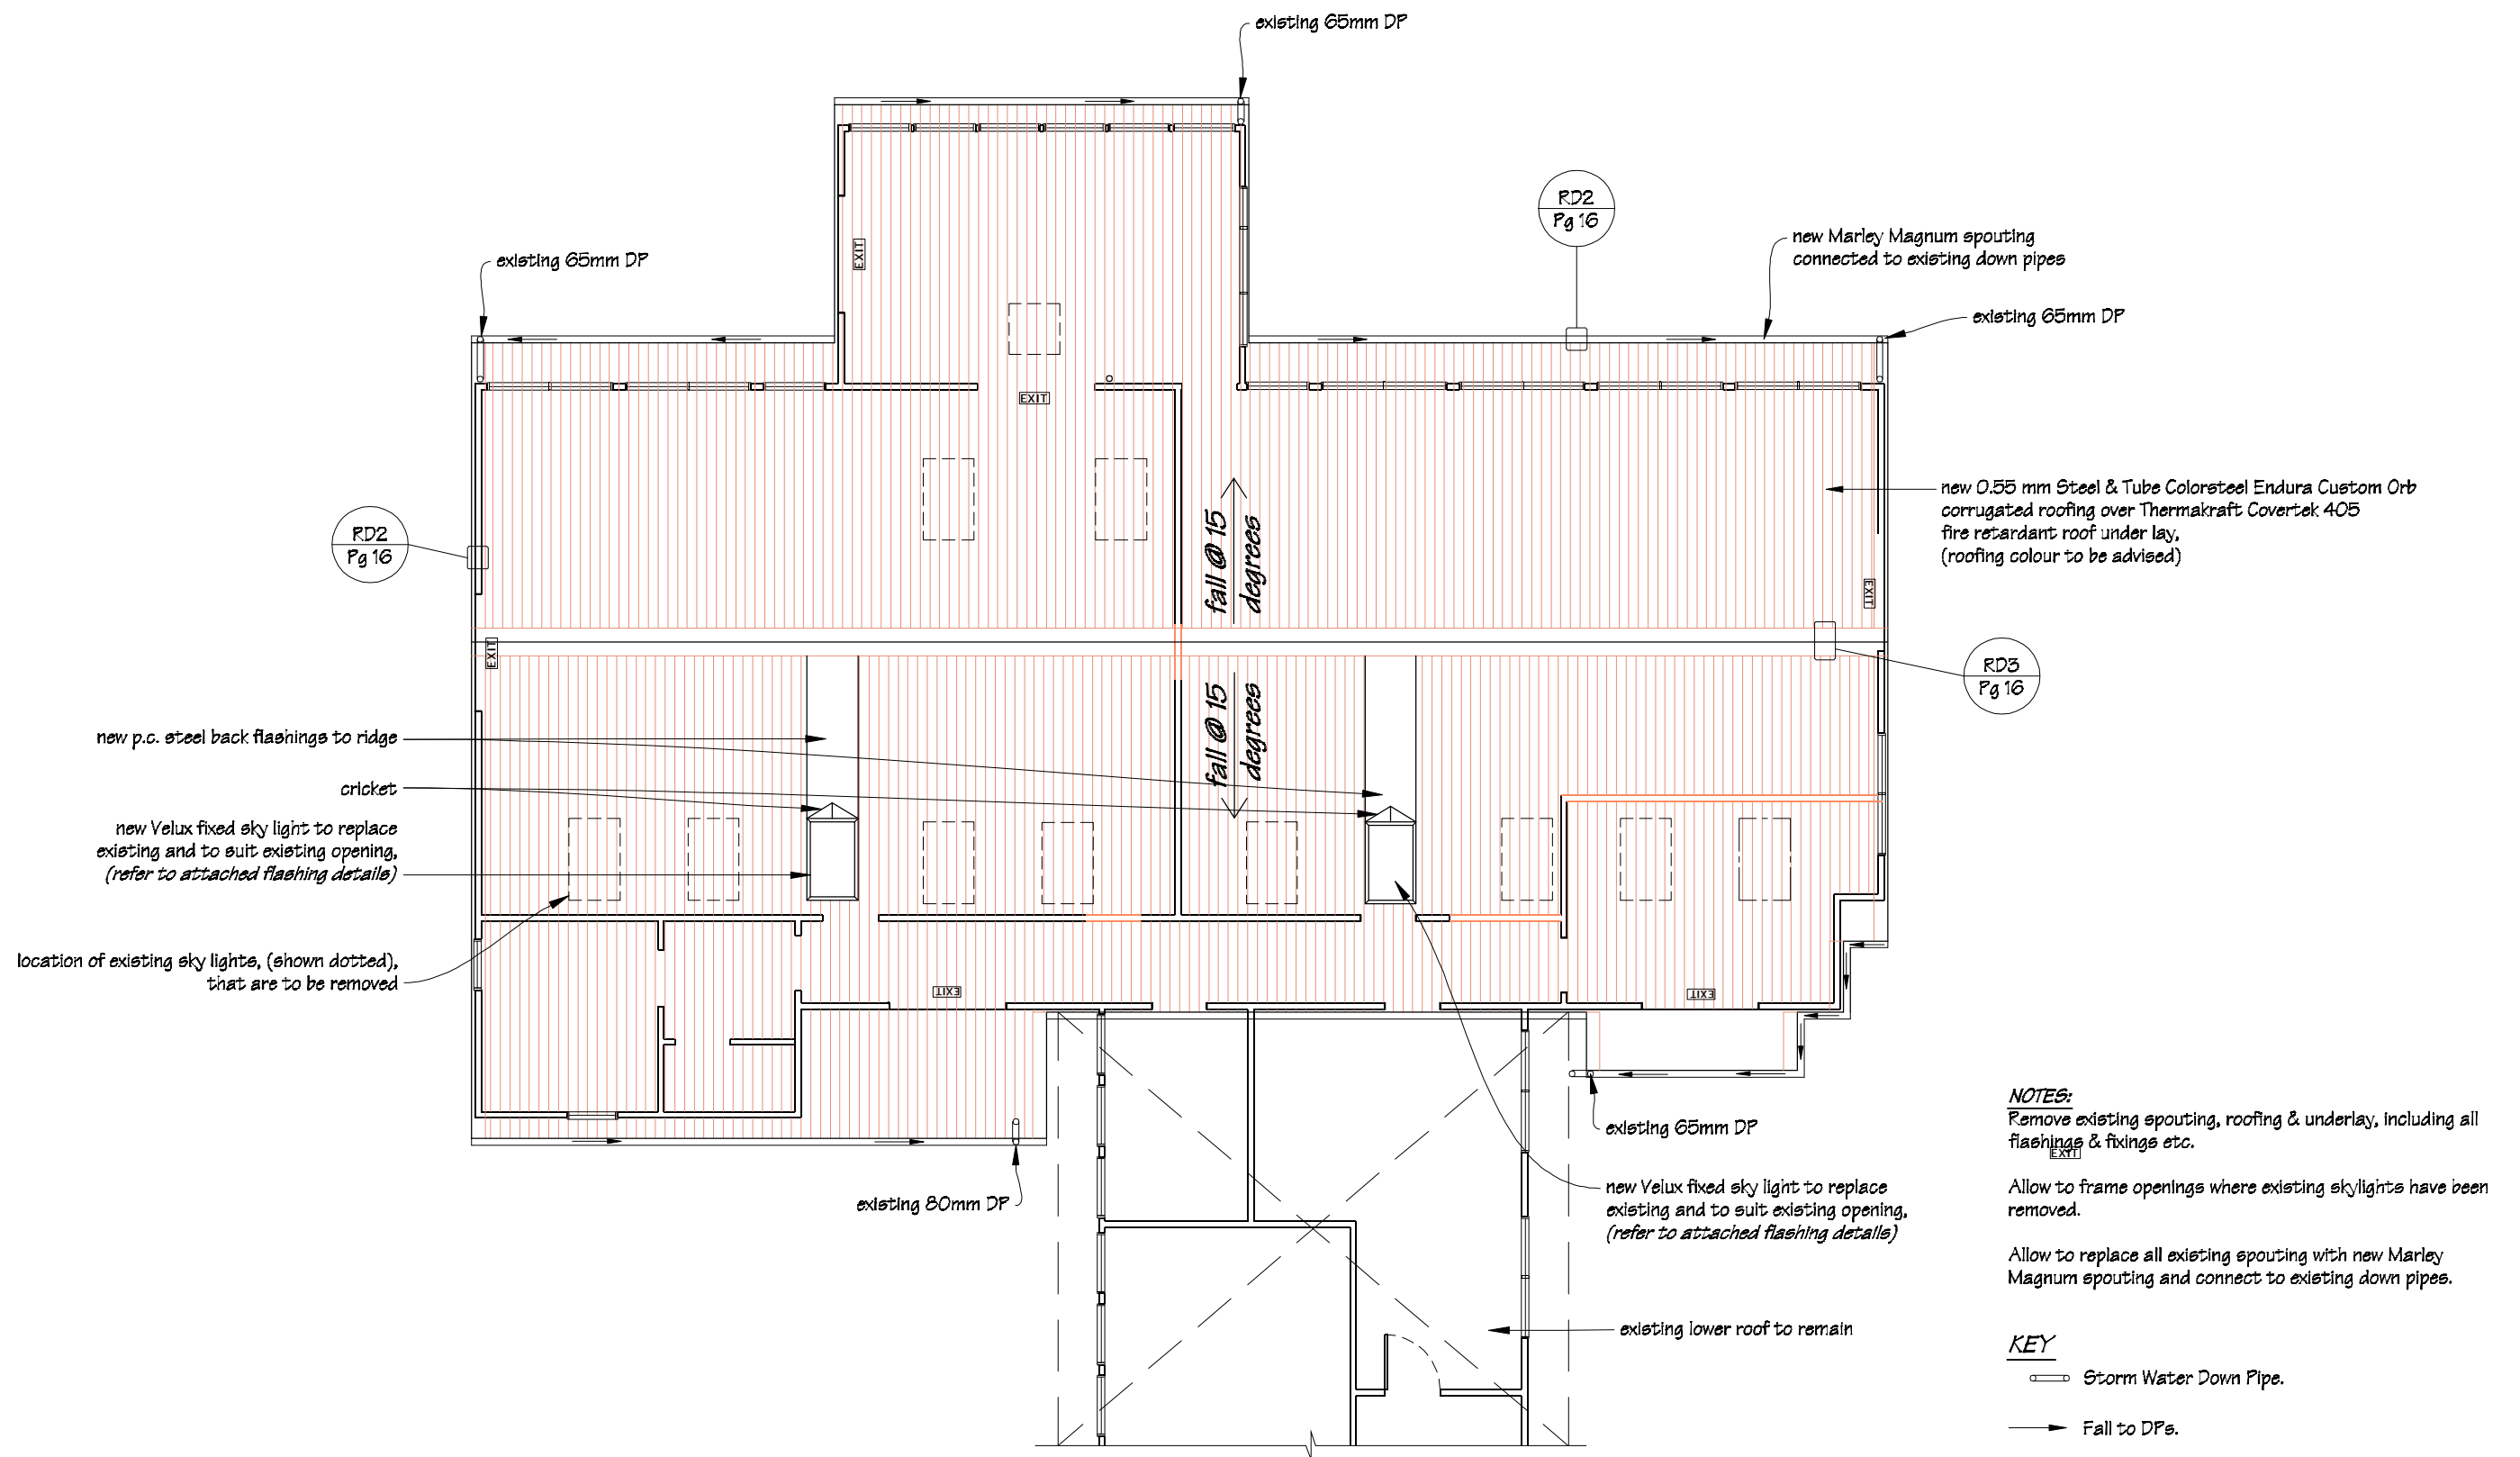 existing 65mm DP
RD2
Pg 16
new Marley Magnum spouting
connected to existing down pipes
existing 65mm DP
existing 65mm DP
EXIT
EXIT
RD2
Pg 16
new 0.55 mm Steel & Tube Colorsteel Endura Custom Orb
corrugated roofing over Thermakraft Covertek 405
fire retardant roof under lay,
(roofing colour to be advised)
fall @ 15
degrees
EXIT
EXIT
RD3
Pg 16
fall @ 15
degrees
new p.c. steel back flashings to ridge
cricket
new Velux fixed sky light to replace
existing and to suit existing opening,
(refer to attached flashing details)
location of existing sky lights, (shown dotted),
that are to be removed
EXIT
EXIT
existing 65mm DP
existing 80mm DP
new Velux fixed sky light to replace
existing and to suit existing opening,
(refer to attached flashing details)
existing lower roof to remain
NOTES:
Remove existing spouting, roofing & underlay, including all
flashings & fixings etc.
EXIT
Allow to frame openings where existing skylights have been
removed.
Allow to replace all existing spouting with new Marley
Magnum spouting and connect to existing down pipes.
KEY
Storm Water Down Pipe.
Fall to DPs.